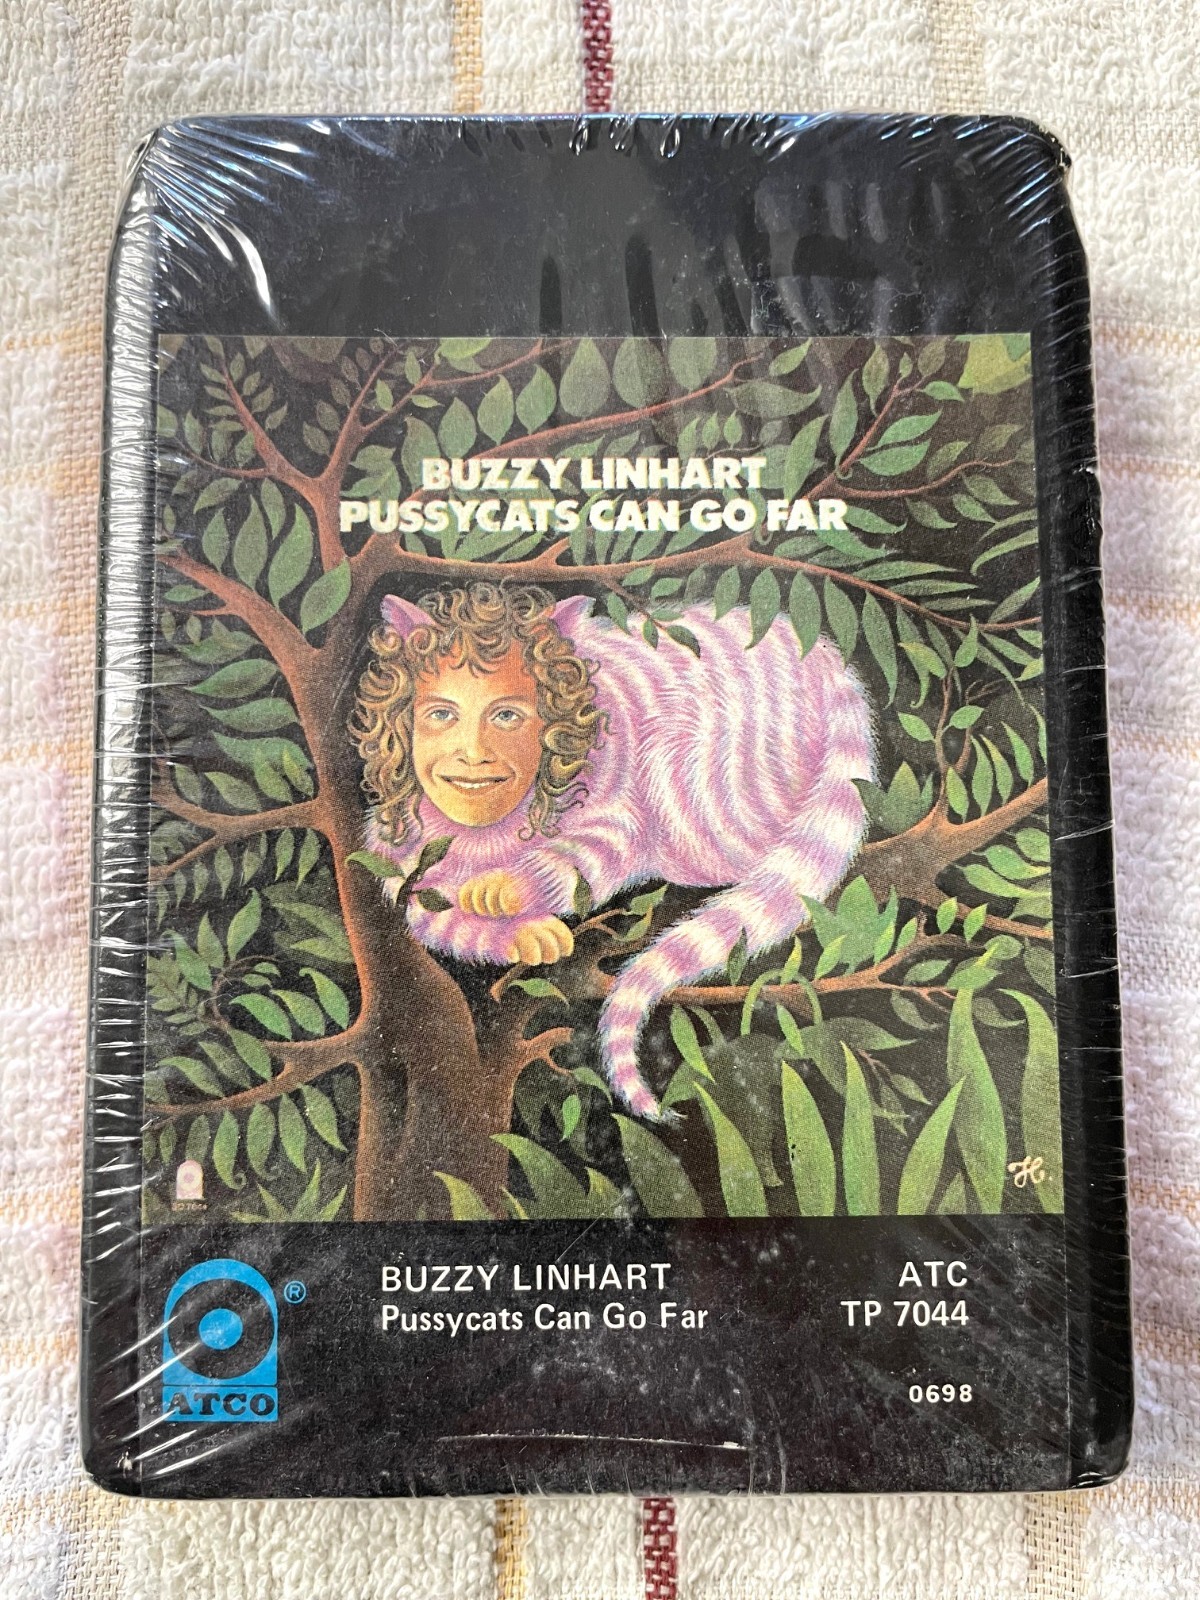 BUZZY LINHART
PUSSYCATS CAN GO FAR
H.
BUZZY LINHART
Pussycats Can Go Far
ATC
TP 7044
0698
®
ATCO